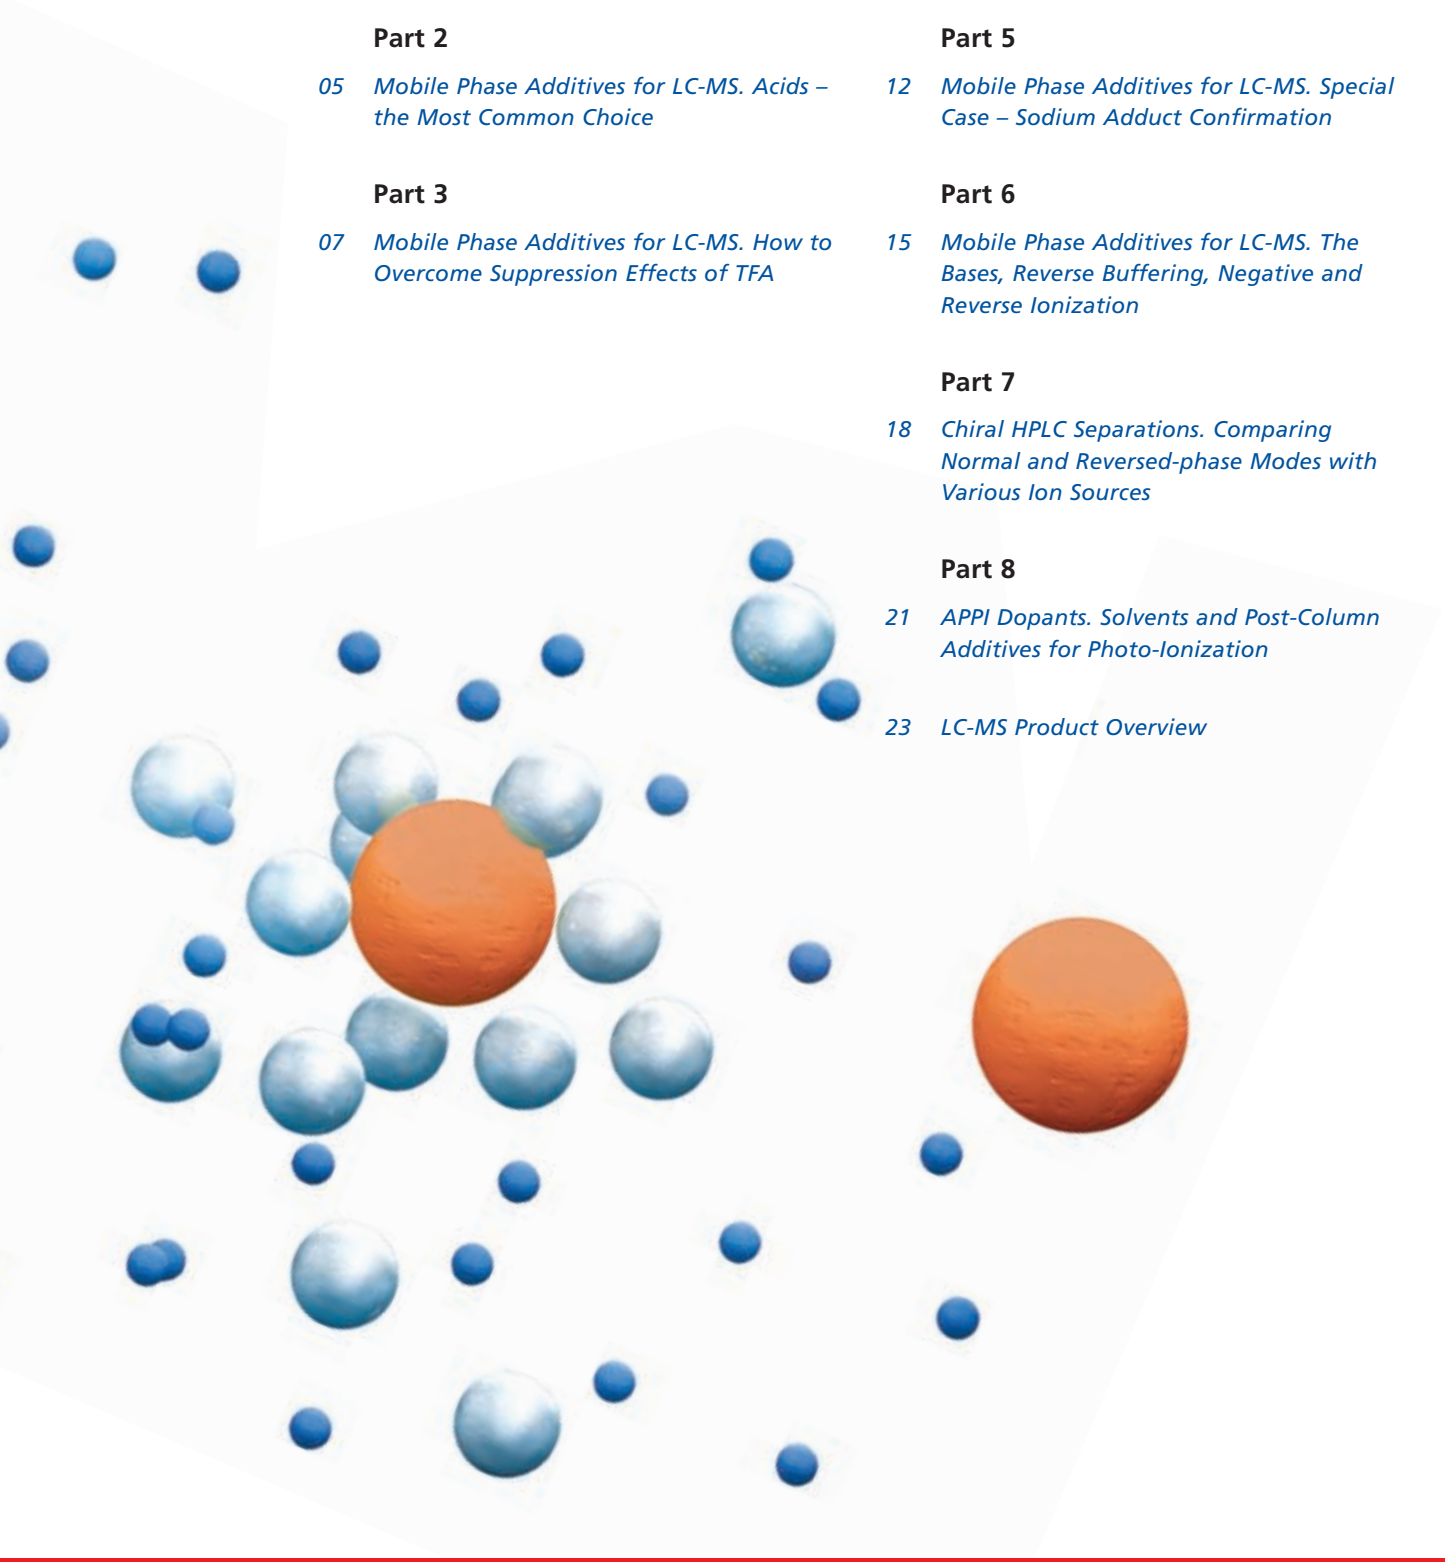 Part 2
05 Mobile Phase Additives for LC-MS. Acids –
the Most Common Choice
Part 3
07 Mobile Phase Additives for LC-MS. How to
Overcome Suppression Effects of TFA
Part 5
12 Mobile Phase Additives for LC-MS. Special
Case – Sodium Adduct Confirmation
Part 6
15 Mobile Phase Additives for LC-MS. The
Bases, Reverse Buffering, Negative and
Reverse Ionization
Part 7
18 Chiral HPLC Separations. Comparing
Normal and Reversed-phase Modes with
Various Ion Sources
Part 8
21 APPI Dopants. Solvents and Post-Column
Additives for Photo-Ionization
23 LC-MS Product Overview